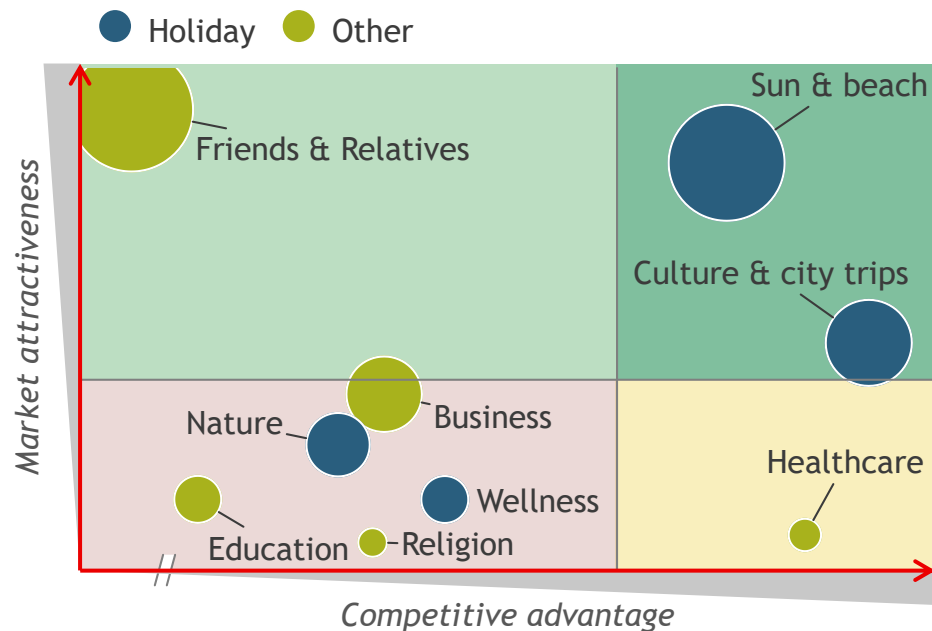 Holiday
Other
Sun & beach
Friends & Relatives
Culture & city trips
Nature
Business
Healthcare
Wellness
Education
Religion
Market attractiveness
Competitive advantage